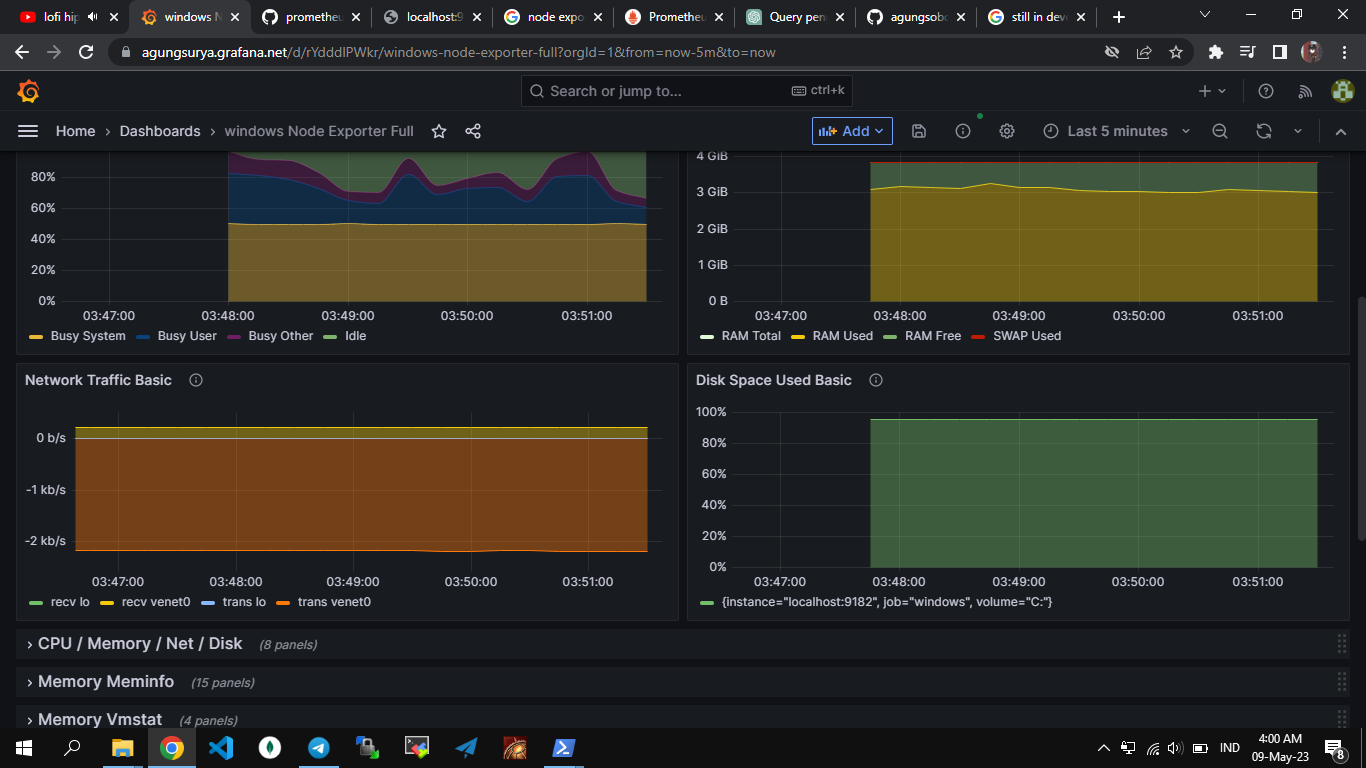 lofi hip
windows N
prometheu
localhost:9
node expo
Prometheu
Query pen
agungsobo
still in deve
agungsurya.grafana.net/d/rYdddlPWkr/windows-node-exporter-full?orgId=1&from=now-5m&to=now
Search or jump to...
ctrl+k
Home › Dashboards › windows Node Exporter Full
Add
Last 5 minutes
80%
60%
40%
20%
0%
03:47:00 03:48:00 03:49:00 03:50:00 03:51:00
Busy System Busy User Busy Other Idle
4 GiB
3 GiB
2 GiB
1 GiB
0 B
03:47:00 03:48:00 03:49:00 03:50:00 03:51:00
RAM Total RAM Used RAM Free SWAP Used
Network Traffic Basic
0 b/s
-1 kb/s
-2 kb/s
03:47:00 03:48:00 03:49:00 03:50:00 03:51:00
recv lo recv venet0 trans lo trans venet0
Disk Space Used Basic
100%
80%
60%
40%
20%
0%
03:47:00 03:48:00 03:49:00 03:50:00 03:51:00
{instance="localhost:9182", job="windows", volume="C:"}
› CPU / Memory / Net / Disk (8 panels)
› Memory Meminfo (15 panels)
› Memory Vmstat (4 panels)
IND
4:00 AM
09-May-23
8